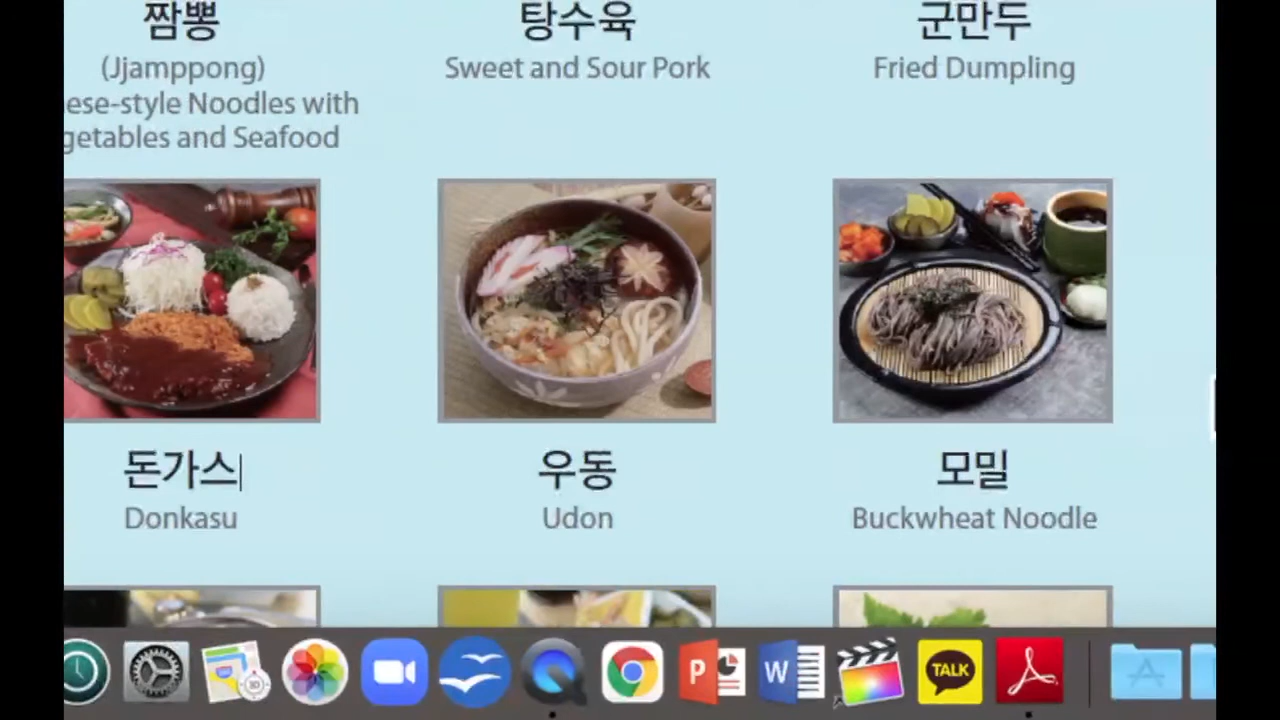 짬뽕
탕수육
군만두
(Jjamppong)
Sweet and Sour Pork
Fried Dumpling
ese-style Noodles with
getables and Seafood
돈가스
우동
모밀
Donkasu
Udon
Buckwheat Noodle
P
W
TALK